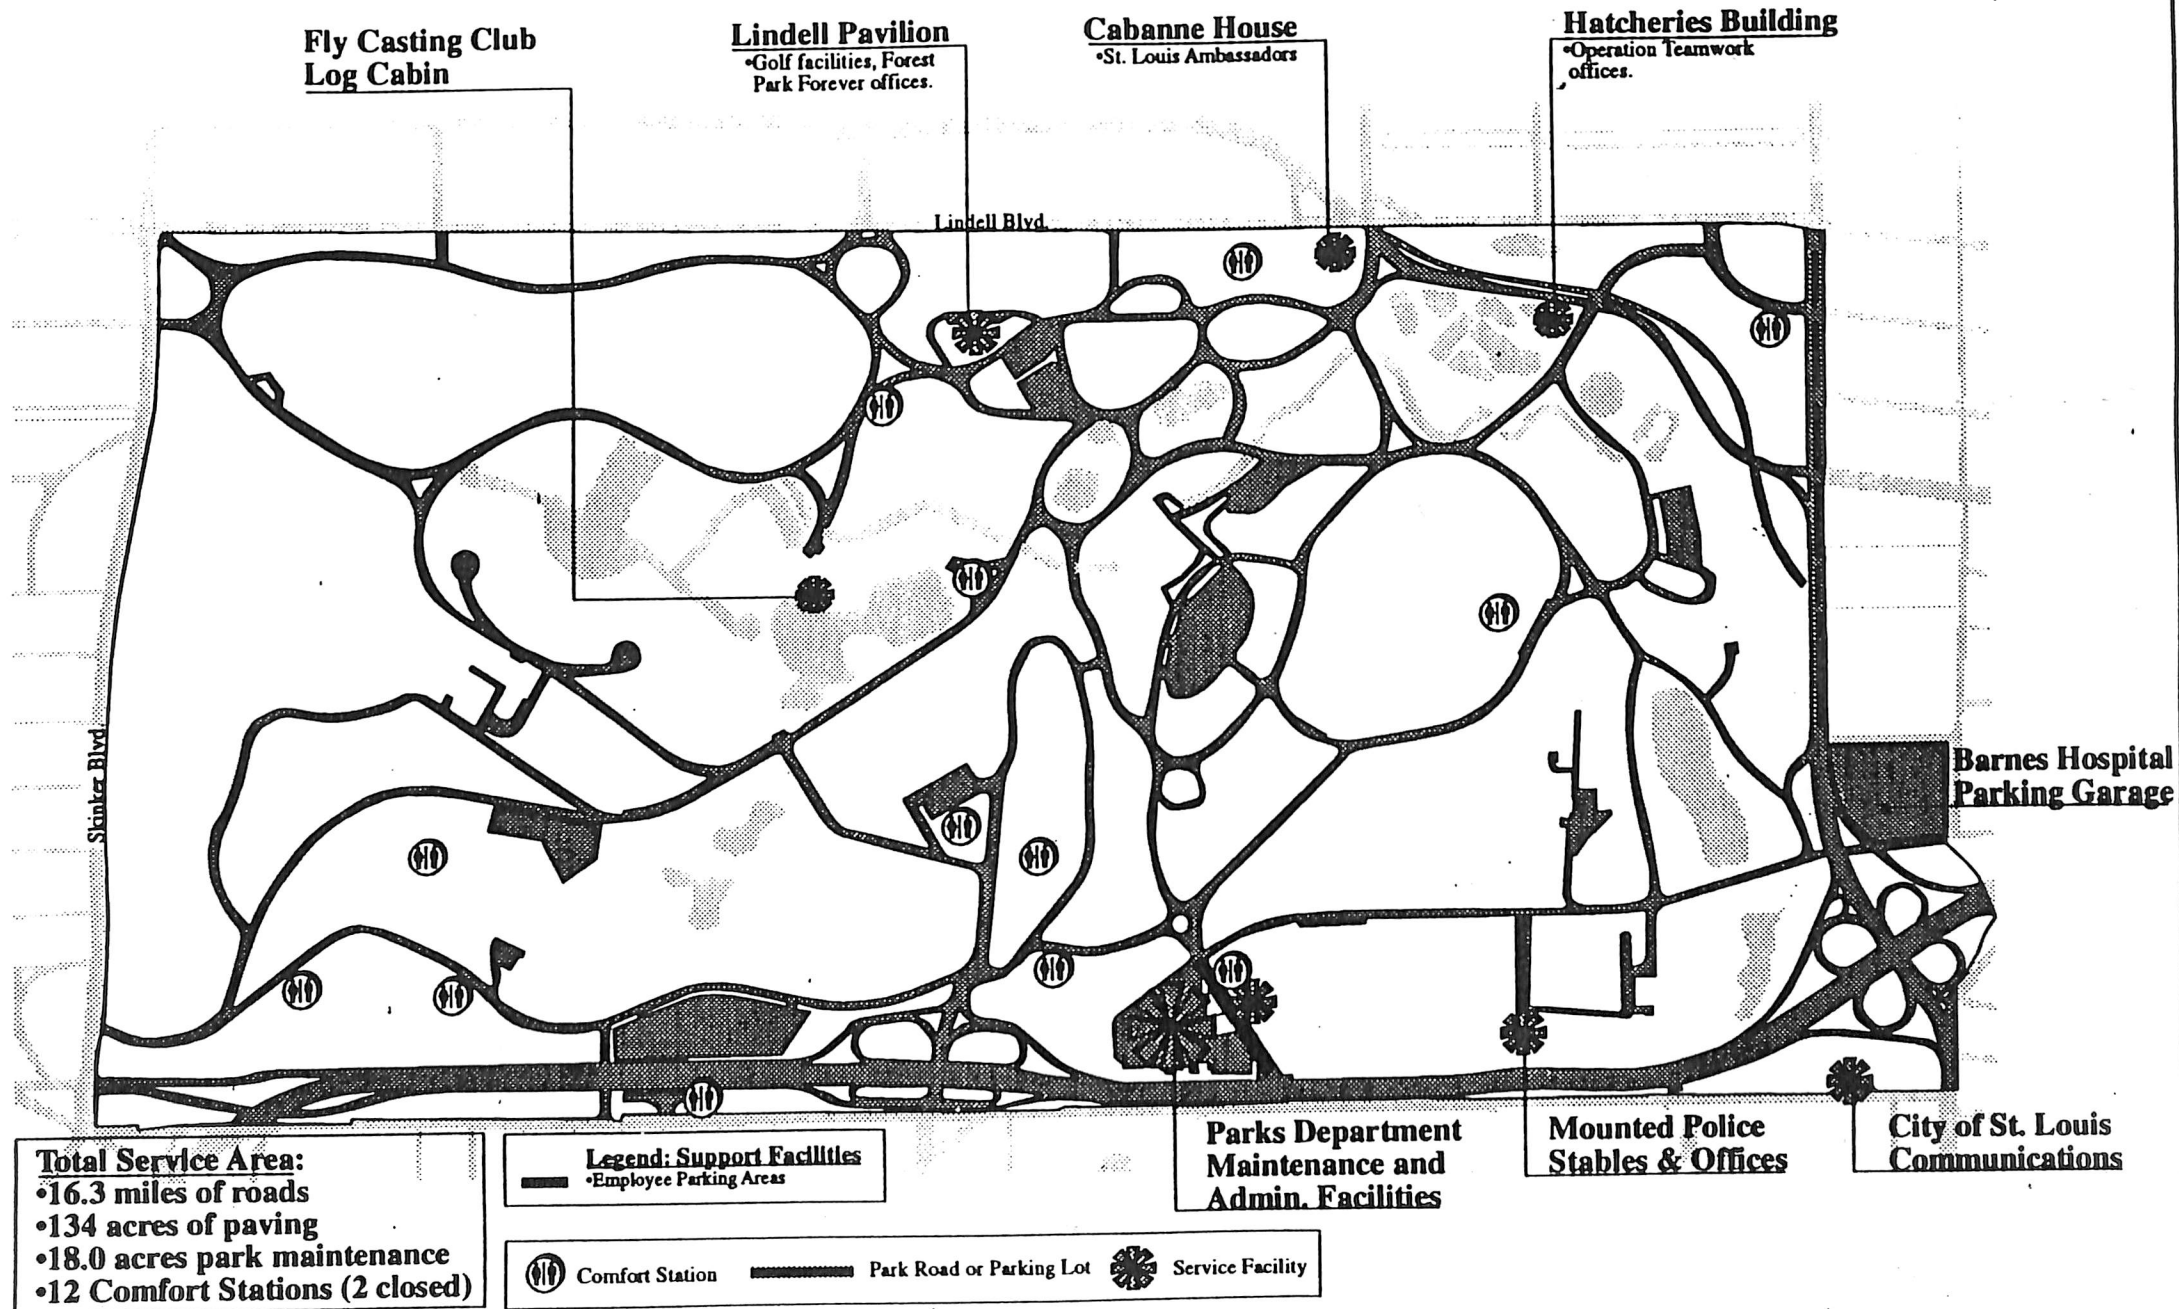 Fly Casting Club
Log Cabin
Lindell Pavilion
•Golf facilities, Forest
Park Forever offices.
Cabanne House
•St. Louis Ambassadors
Hatcheries Building
•Operation Teamwork
offices.
Lindell Blvd.
Skinker Blvd.
Barnes Hospital
Parking Garage
Parks Department
Maintenance and
Admin. Facilities
Mounted Police
Stables & Offices
City of St. Louis
Communications
Total Service Area:
•16.3 miles of roads
•134 acres of paving
•18.0 acres park maintenance
•12 Comfort Stations (2 closed)
Legend: Support Facilities
•Employee Parking Areas
Comfort Station
Park Road or Parking Lot
Service Facility